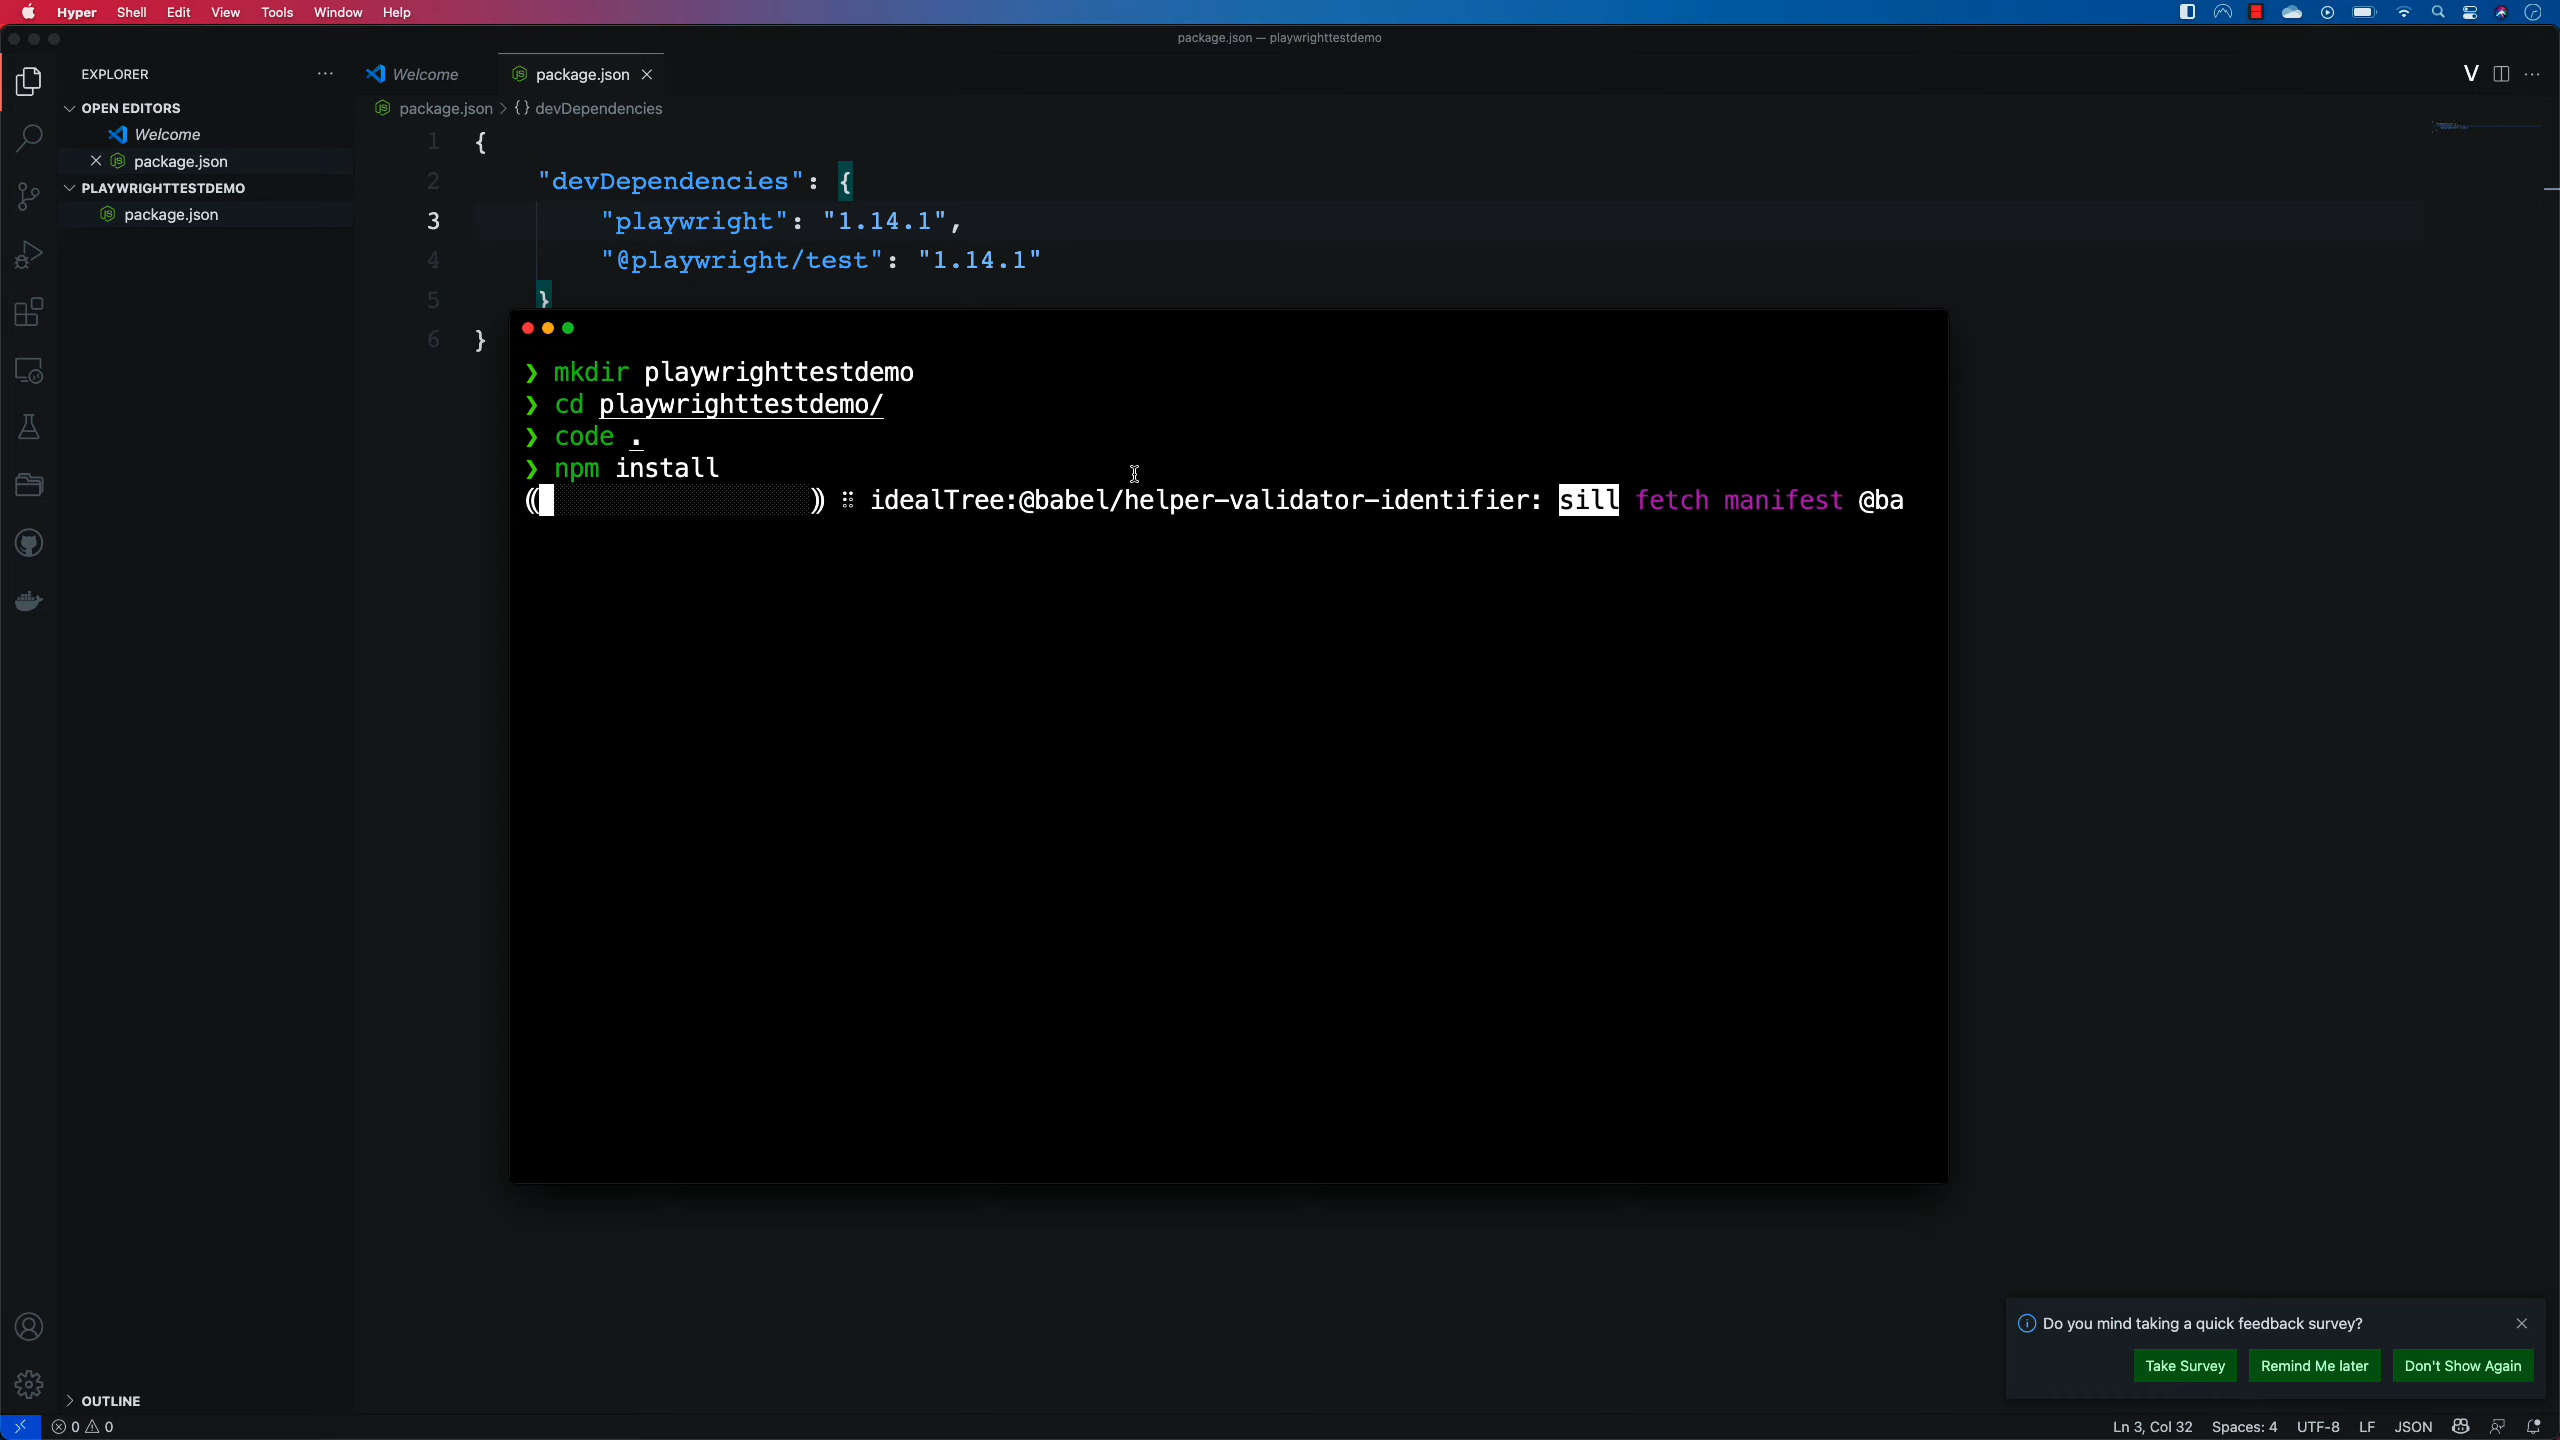 Hyper Shell Edit View Tools Window Help
package.json — playwrighttestdemo
EXPLORER
Welcome
package.json
OPEN EDITORS
Welcome
package.json
PLAYWRIGHTTESTDEMO
package.json
package.json > {} devDependencies
1 {
2 "devDependencies": {
3 "playwright": "1.14.1",
4 "@playwright/test": "1.14.1"
5 }
6 }
❯ mkdir playwrighttestdemo
❯ cd playwrighttestdemo/
❯ code .
❯ npm install
⸨ ⸩ ⠿ idealTree:@babel/helper-validator-identifier: sill fetch manifest @ba
Do you mind taking a quick feedback survey?
Take Survey
Remind Me later
Don't Show Again
OUTLINE
0 0
Ln 3, Col 32 Spaces: 4 UTF-8 LF JSON